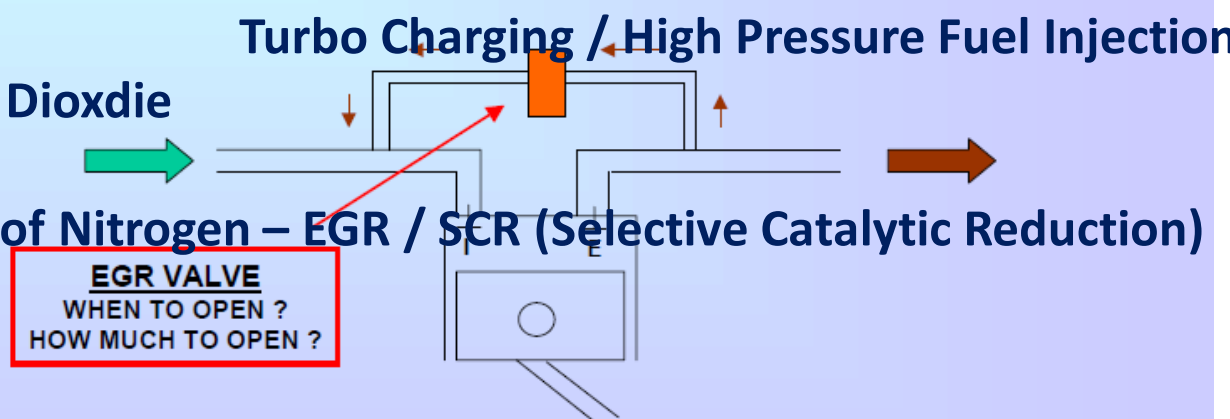 Turbo Charging / High Pressure Fuel Injection
Dioxdie
of Nitrogen – EGR / SCR (Selective Catalytic Reduction)
I
E
EGR VALVE
WHEN TO OPEN ?
HOW MUCH TO OPEN ?